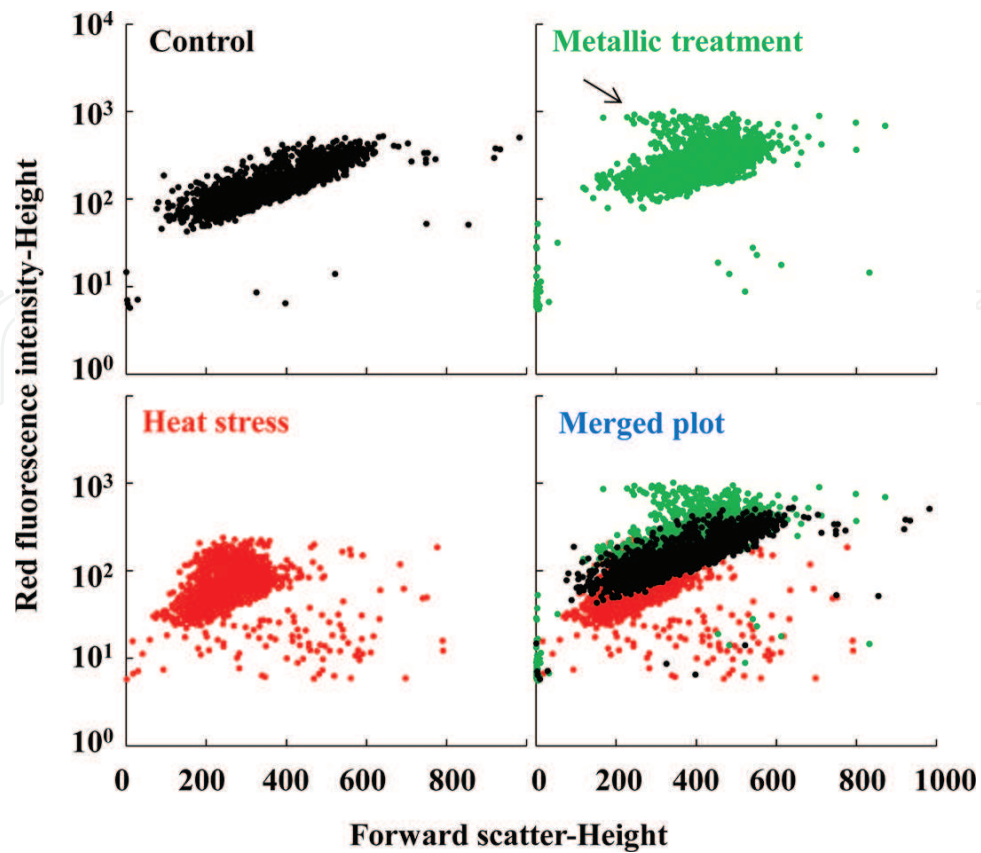 10⁴
Control
Metallic treatment
10³
10²
10¹
10⁰
Heat stress
Merged plot
10³
10²
10¹
10⁰
0 200 400 600 0 200 400 600 800 1000
Forward scatter-Height
Red fluorescence intensity-Height